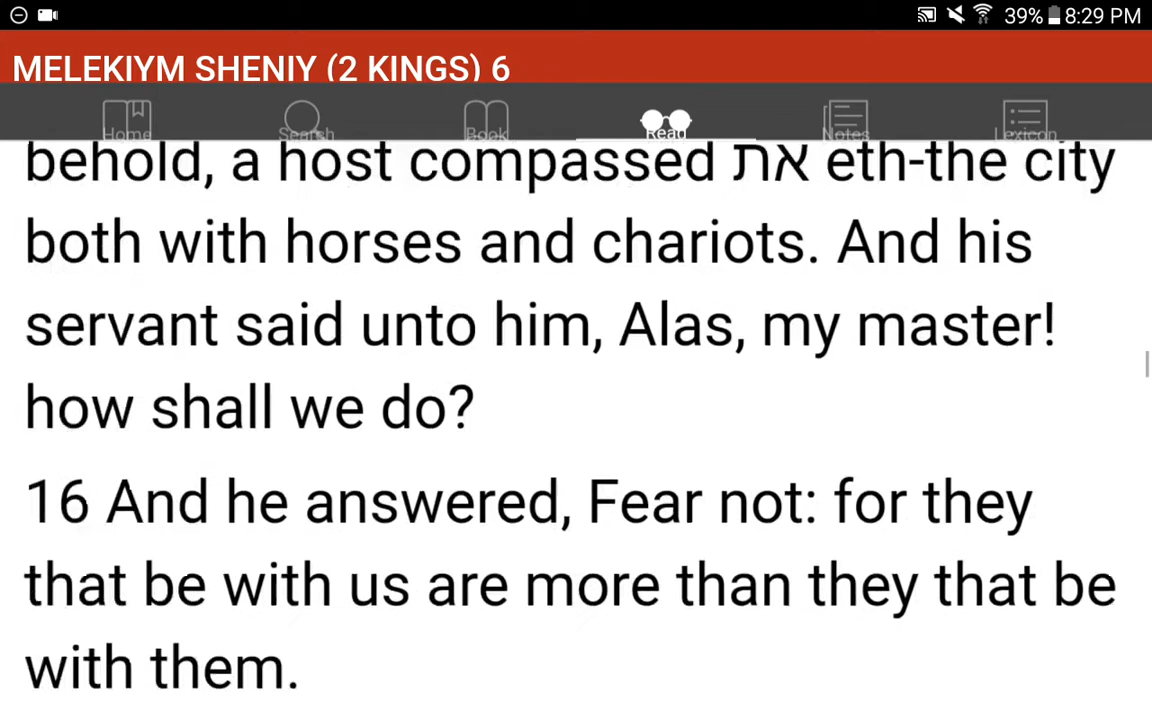 39% 8:29 PM
MELEKIYM SHENIY (2 KINGS) 6
Home Search Book Read Notes Lexicon
behold, a host compassed את eth-the city
both with horses and chariots. And his
servant said unto him, Alas, my master!
how shall we do?
16 And he answered, Fear not: for they
that be with us are more than they that be
with them.